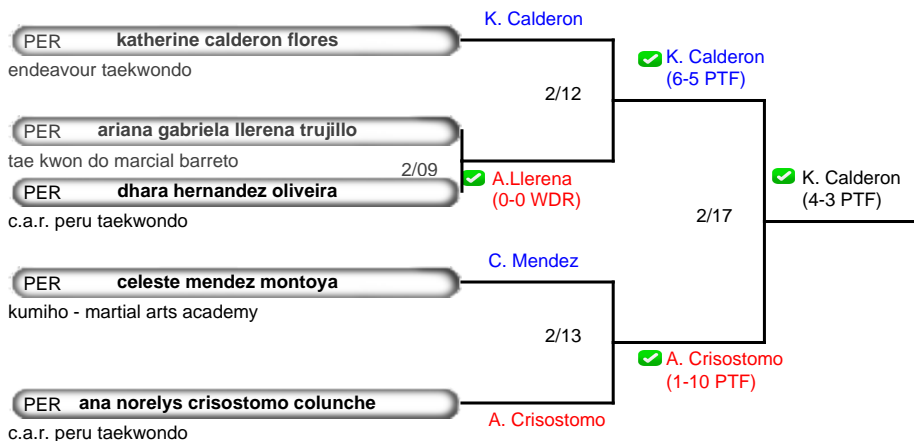 K. Calderon
PER katherine calderon flores
endeavour taekwondo
K. Calderon
(6-5 PTF)
2/12
PER ariana gabriela llerena trujillo
tae kwon do marcial barreto
2/09
A.Llerena
(0-0 WDR)
PER dhara hernandez oliveira
c.a.r. peru taekwondo
K. Calderon
(4-3 PTF)
2/17
C. Mendez
PER celeste mendez montoya
kumiho - martial arts academy
2/13
A. Crisostomo
(1-10 PTF)
PER ana norelys crisostomo colunche
A. Crisostomo
c.a.r. peru taekwondo